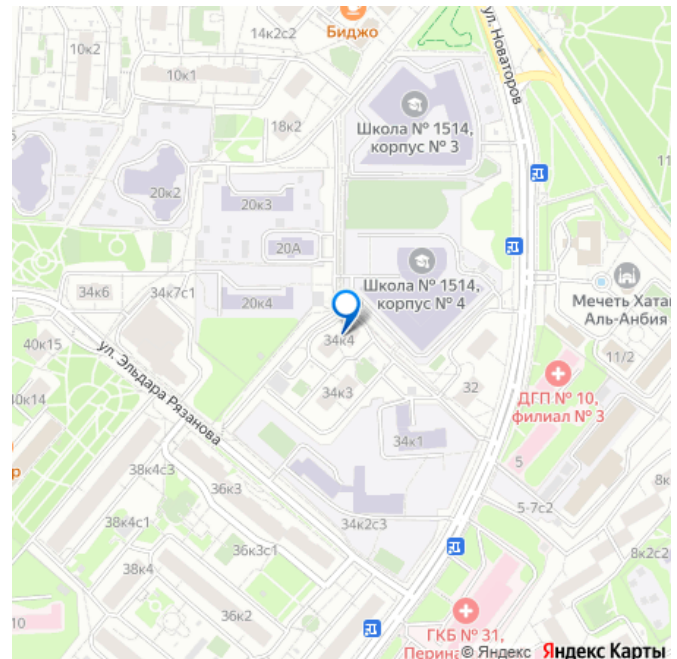 14к2с2
Биджо
10к2
10к1
ул. Новаторов
18к2
Школа № 1514,
корпус № 3
11
20к2
20к3
20А
Школа № 1514,
корпус № 4
Мечеть Хатам
Аль-Анбия
34к6
34к7с1
20к4
40к15
ул. Эльдара Рязанова
34к4
11/2
34к3
32
ДГП № 10,
филиал № 3
40к14
34к1
38к4с3
36к3
5
5-7с2
8к
38к4с1
34к2с3
36к3с1
8к2с2
38к4
36к2
10
ГКБ № 31,
Перина
© Яндекс Яндекс Карты